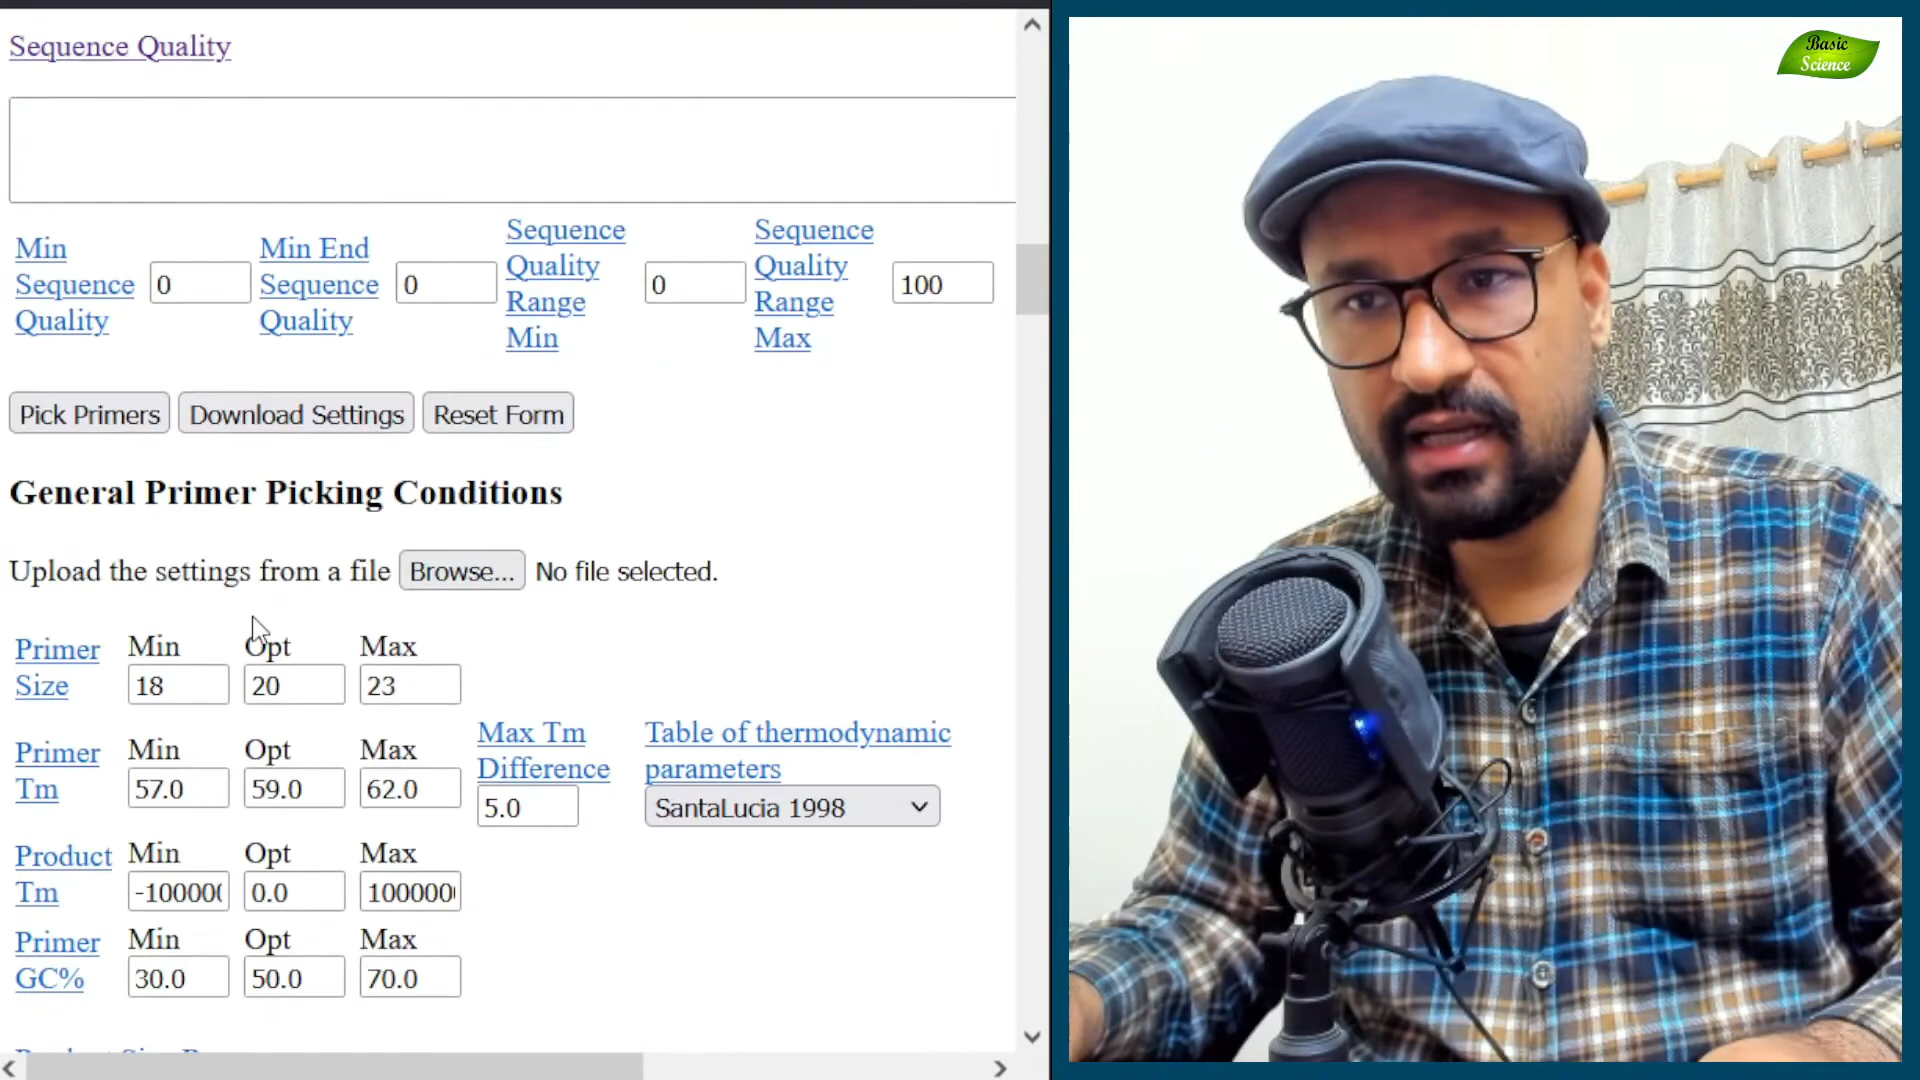 Sequence Quality
Min Sequence Quality 0
Min End Sequence Quality 0
Sequence Quality Range Min 0
Sequence Quality Range Max 100
Pick Primers Download Settings Reset Form
General Primer Picking Conditions
Upload the settings from a file Browse... No file selected.
Primer Size
Min Opt Max
18 20 23
Primer Tm
Min Opt Max
57.0 59.0 62.0
Max Tm Difference
5.0
Table of thermodynamic parameters
SantaLucia 1998
Product Tm
Min Opt Max
0.0
Primer GC%
Min Opt Max
30.0 50.0 70.0
Basic
Science